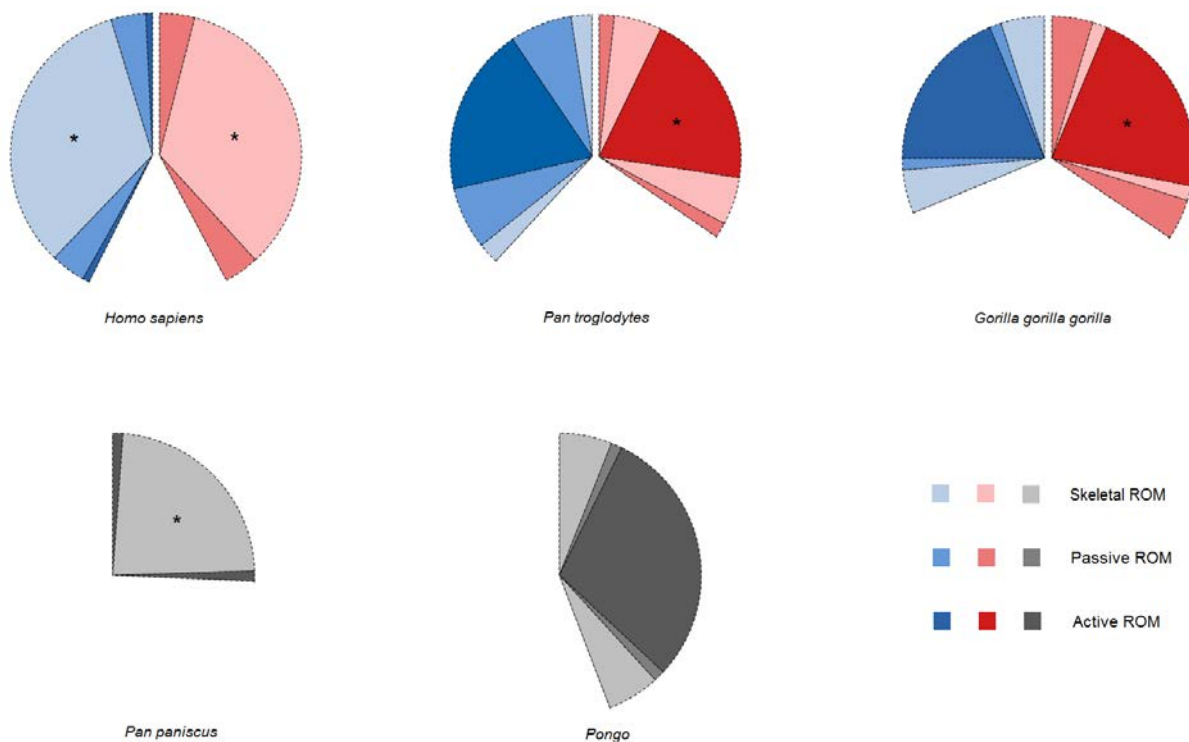 *
*
*
*
Homo sapiens
Pan troglodytes
Gorilla gorilla gorilla
*
Skeletal ROM
Passive ROM
Active ROM
Pan paniscus
Pongo